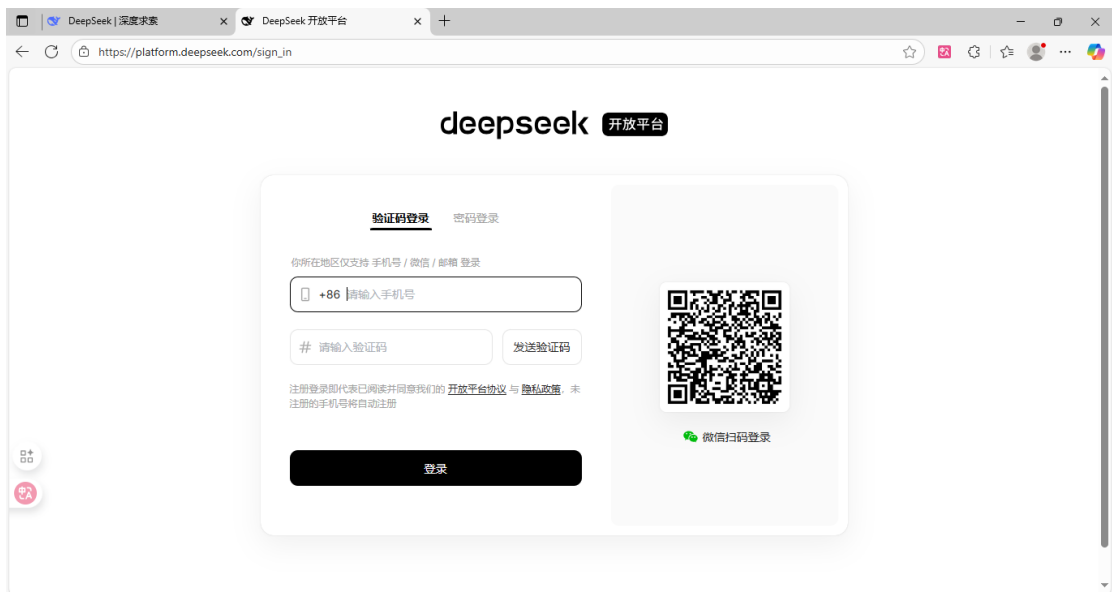 DeepSeek | 深度求索
DeepSeek 开放平台
https://platform.deepseek.com/sign_in
deepseek 开放平台
验证码登录 密码登录
你所在地区仅支持 手机号 / 微信 / 邮箱 登录
+86 请输入手机号
# 请输入验证码 发送验证码
注册登录即代表已阅读并同意我们的 开放平台协议 与 隐私政策，未
注册的手机号将自动注册
登录
微信扫码登录